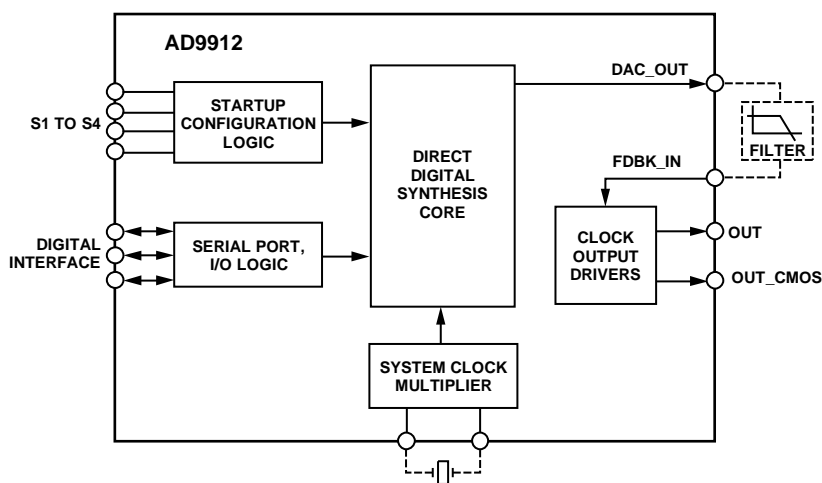 AD9912
S1 TO S4
STARTUP
CONFIGURATION
LOGIC
DIRECT
DIGITAL
SYNTHESIS
CORE
DAC_OUT
FILTER
FDBK_IN
DIGITAL
INTERFACE
SERIAL PORT,
I/O LOGIC
CLOCK
OUTPUT
DRIVERS
OUT
OUT_CMOS
SYSTEM CLOCK
MULTIPLIER